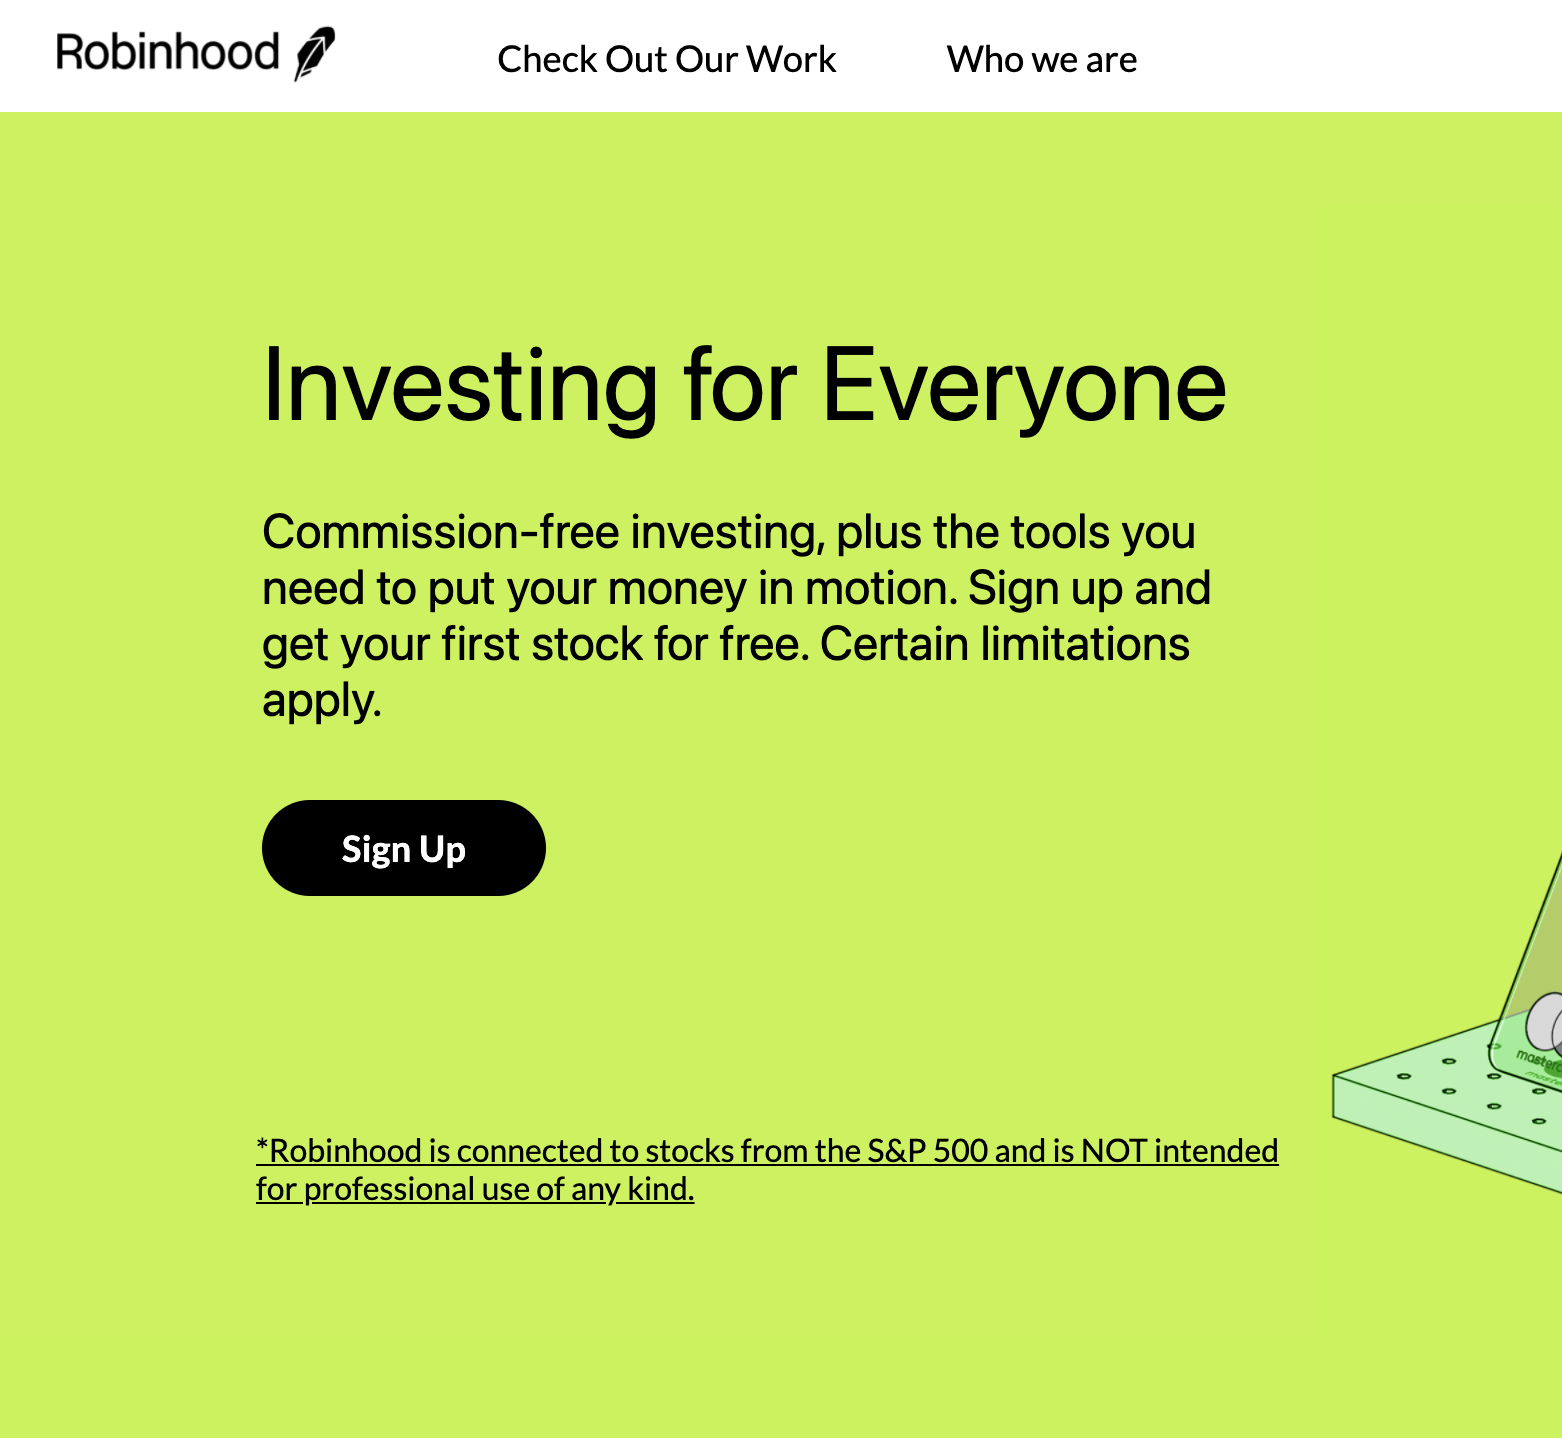 Robinhood
Check Out Our Work
Who we are
Investing for Everyone
Commission-free investing, plus the tools you
need to put your money in motion. Sign up and
get your first stock for free. Certain limitations
apply.
Sign Up
*Robinhood is connected to stocks from the S&P 500 and is NOT intended
for professional use of any kind.